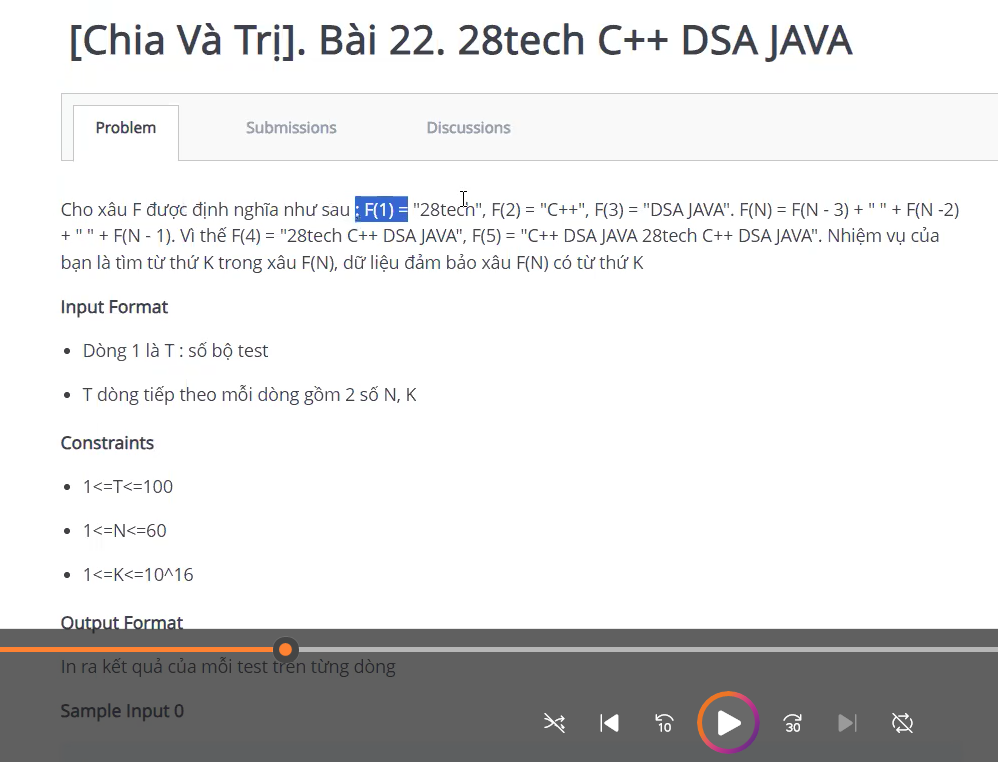 [Chia Và Trị]. Bài 22. 28tech C++ DSA JAVA
Problem Submissions Discussions
Cho xâu F được định nghĩa như sau : F(1) = "28tech", F(2) = "C++", F(3) = "DSA JAVA". F(N) = F(N - 3) + " " + F(N -2)
+ " " + F(N - 1). Vì thế F(4) = "28tech C++ DSA JAVA", F(5) = "C++ DSA JAVA 28tech C++ DSA JAVA". Nhiệm vụ của
bạn là tìm từ thứ K trong xâu F(N), dữ liệu đảm bảo xâu F(N) có từ thứ K
Input Format
• Dòng 1 là T : số bộ test
• T dòng tiếp theo mỗi dòng gồm 2 số N, K
Constraints
• 1<=T<=100
• 1<=N<=60
• 1<=K<=10^16
Output Format
In ra kết quả của mỗi test trên từng dòng
Sample Input 0
10 30